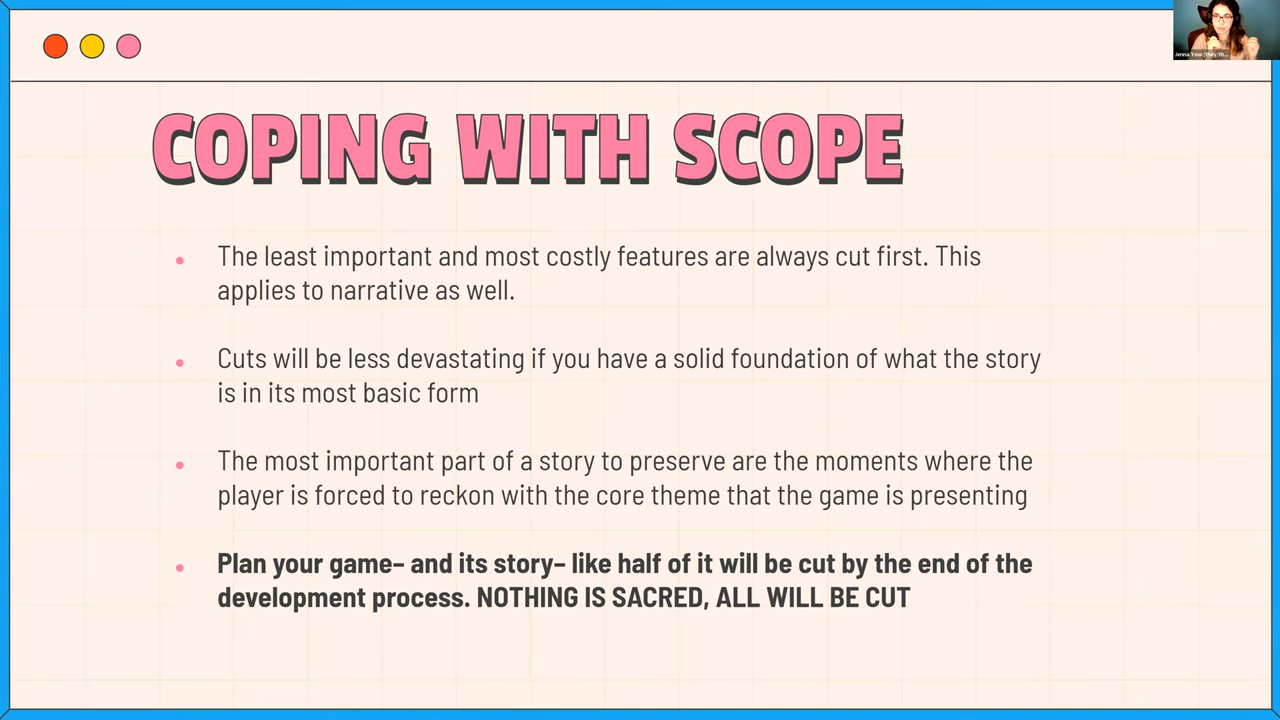 Jenna Yow (they/th...
COPING WITH SCOPE
The least important and most costly features are always cut first. This
applies to narrative as well.
Cuts will be less devastating if you have a solid foundation of what the story
is in its most basic form
The most important part of a story to preserve are the moments where the
player is forced to reckon with the core theme that the game is presenting
Plan your game– and its story– like half of it will be cut by the end of the
development process. NOTHING IS SACRED, ALL WILL BE CUT